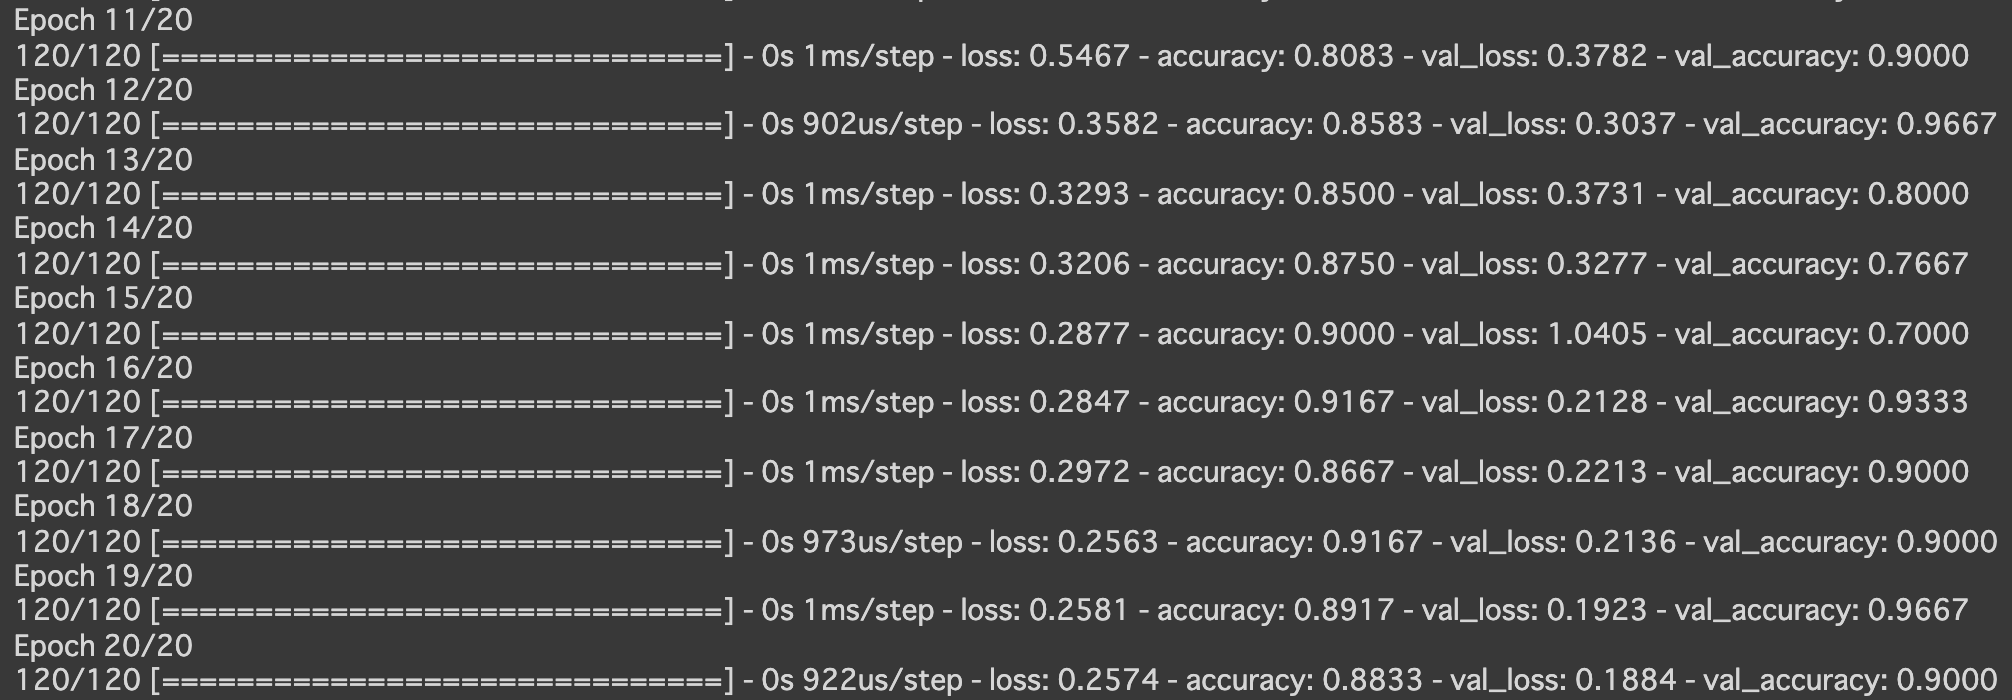 Epoch 11/20
120/120 [==============================] - 0s 1ms/step - loss: 0.5467 - accuracy: 0.8083 - val_loss: 0.3782 - val_accuracy: 0.9000
Epoch 12/20
120/120 [==============================] - 0s 902us/step - loss: 0.3582 - accuracy: 0.8583 - val_loss: 0.3037 - val_accuracy: 0.9667
Epoch 13/20
120/120 [==============================] - 0s 1ms/step - loss: 0.3293 - accuracy: 0.8500 - val_loss: 0.3731 - val_accuracy: 0.8000
Epoch 14/20
120/120 [==============================] - 0s 1ms/step - loss: 0.3206 - accuracy: 0.8750 - val_loss: 0.3277 - val_accuracy: 0.7667
Epoch 15/20
120/120 [==============================] - 0s 1ms/step - loss: 0.2877 - accuracy: 0.9000 - val_loss: 1.0405 - val_accuracy: 0.7000
Epoch 16/20
120/120 [==============================] - 0s 1ms/step - loss: 0.2847 - accuracy: 0.9167 - val_loss: 0.2128 - val_accuracy: 0.9333
Epoch 17/20
120/120 [==============================] - 0s 1ms/step - loss: 0.2972 - accuracy: 0.8667 - val_loss: 0.2213 - val_accuracy: 0.9000
Epoch 18/20
120/120 [==============================] - 0s 973us/step - loss: 0.2563 - accuracy: 0.9167 - val_loss: 0.2136 - val_accuracy: 0.9000
Epoch 19/20
120/120 [==============================] - 0s 1ms/step - loss: 0.2581 - accuracy: 0.8917 - val_loss: 0.1923 - val_accuracy: 0.9667
Epoch 20/20
120/120 [==============================] - 0s 922us/step - loss: 0.2574 - accuracy: 0.8833 - val_loss: 0.1884 - val_accuracy: 0.9000